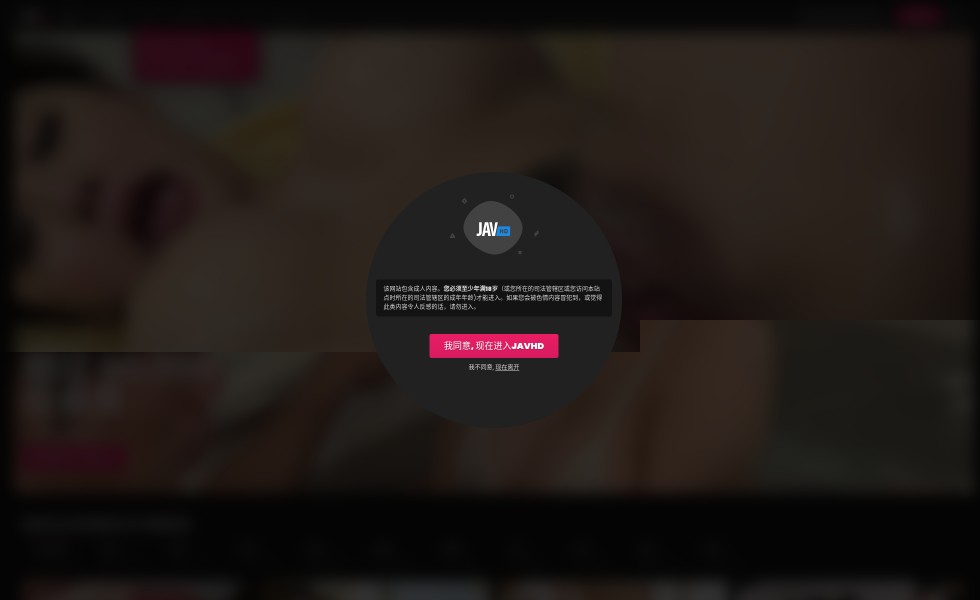 JAV HD
该网站包含成人内容。您必须至少年满18岁（或您所在的司法管辖区或您访问本站
点时所在的司法管辖区的成年年龄)才能进入。如果您会被色情内容冒犯到，或觉得
此类内容令人反感的话，请勿进入。
我同意, 现在进入JAVHD
我不同意, 现在离开